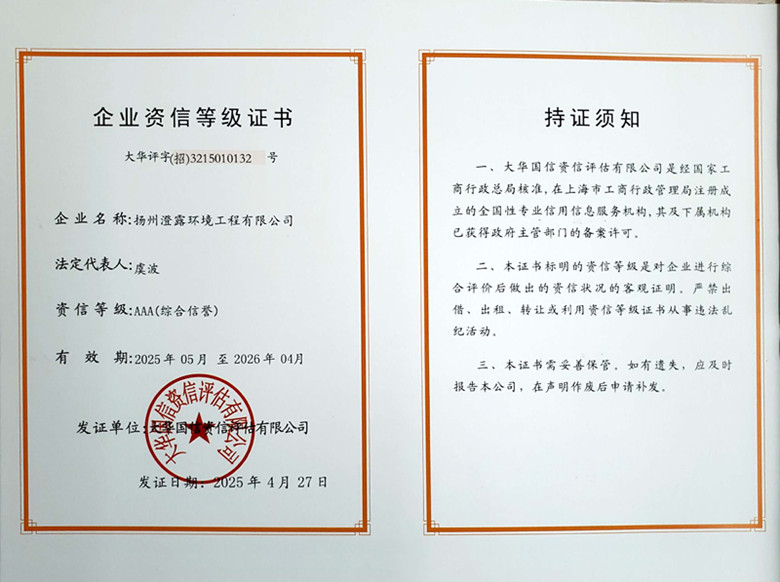 企业资信等级证书
大华评字(招)3215010132 号
企业名称:扬州澄露环境工程有限公司
法定代表人:虞波
资信等级:AAA(综合信誉)
有效期:2025年05月 至 2026年04月
发证单位:大华国信资信评估有限公司
大华国信资信评估有限公司
发证日期:2025年4月27日
持证须知
一、大华国信资信评估有限公司是经国家工
商行政总局核准,在上海市工商行政管理局注册成
立的全国性专业信用信息服务机构,其及下属机构
已获得政府主管部门的备案许可。
二、本证书标明的资信等级是对企业进行综
合评价后做出的资信状况的客观证明。严禁出
借、出租、转让或利用资信等级证书从事违法乱
纪活动。
三、本证书需妥善保管。如有遗失,应及时
报告本公司,在声明作废后申请补发。